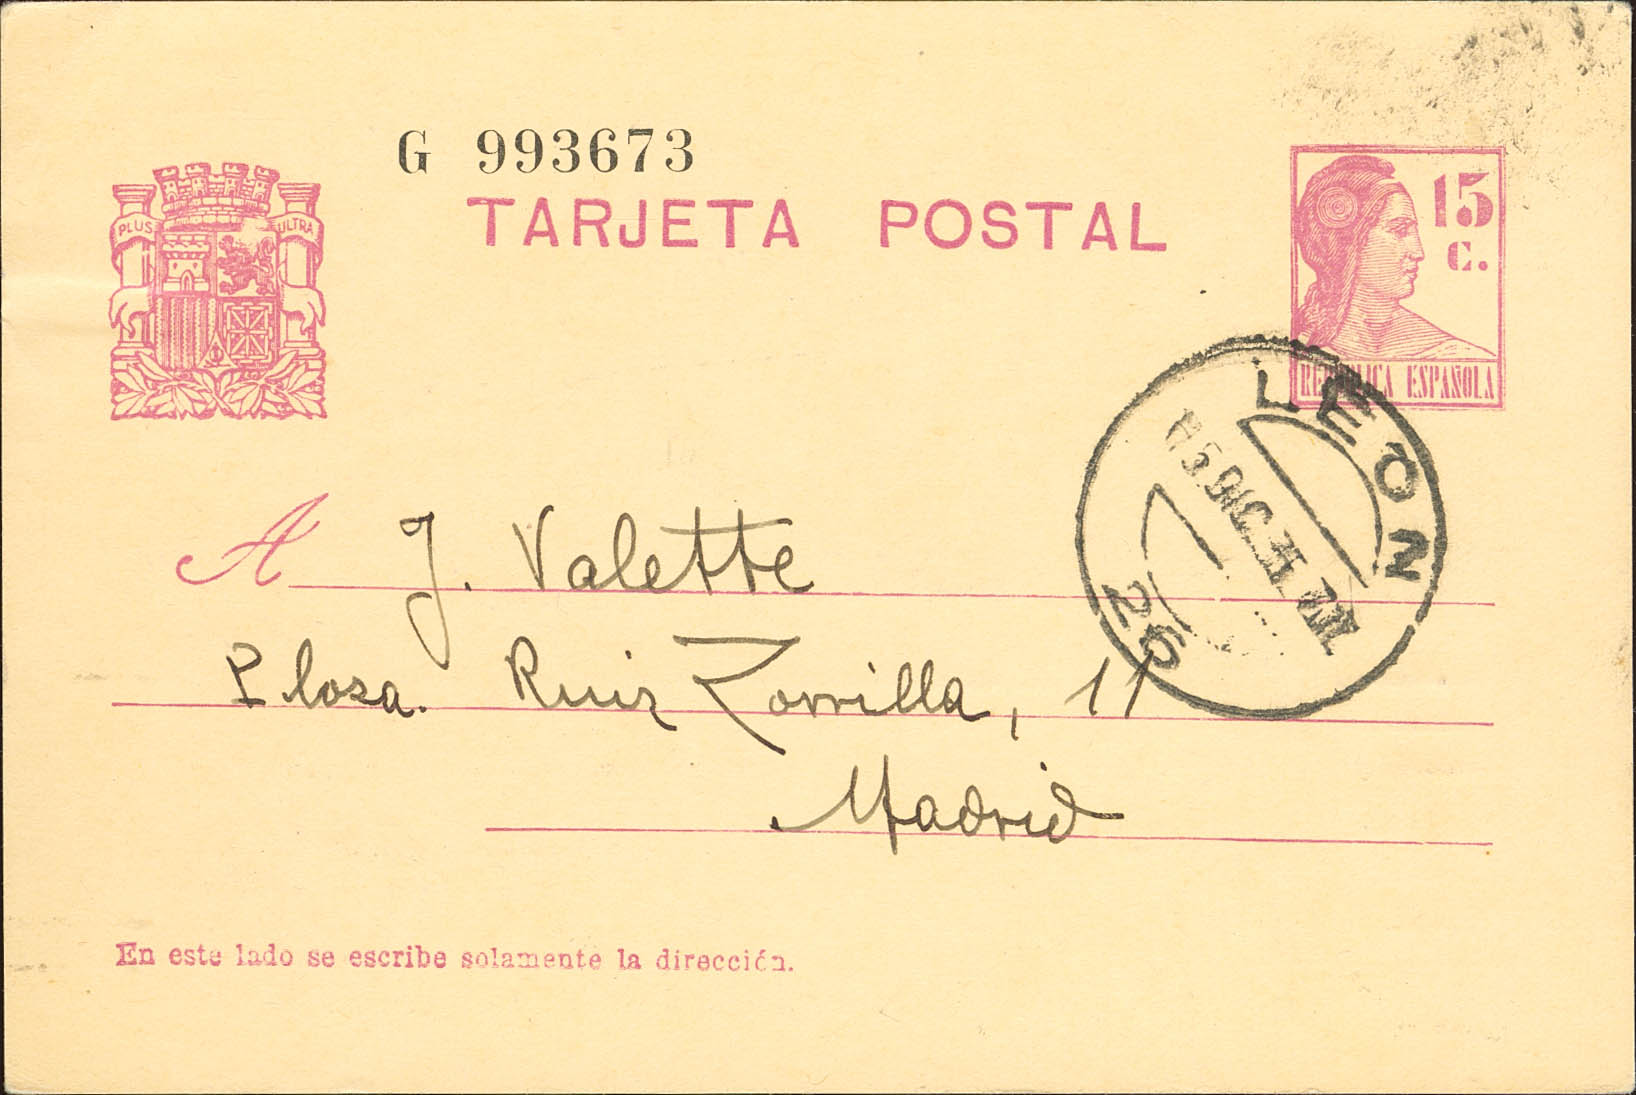 G 993673
TARJETA POSTAL
PLUS ULTRA
15
C.
REPUBLICA ESPAÑOLA
LEON
26
A J. Valette
Plaza. Ruiz Zorrilla, 11
Madrid
En este lado se escribe solamente la dirección.